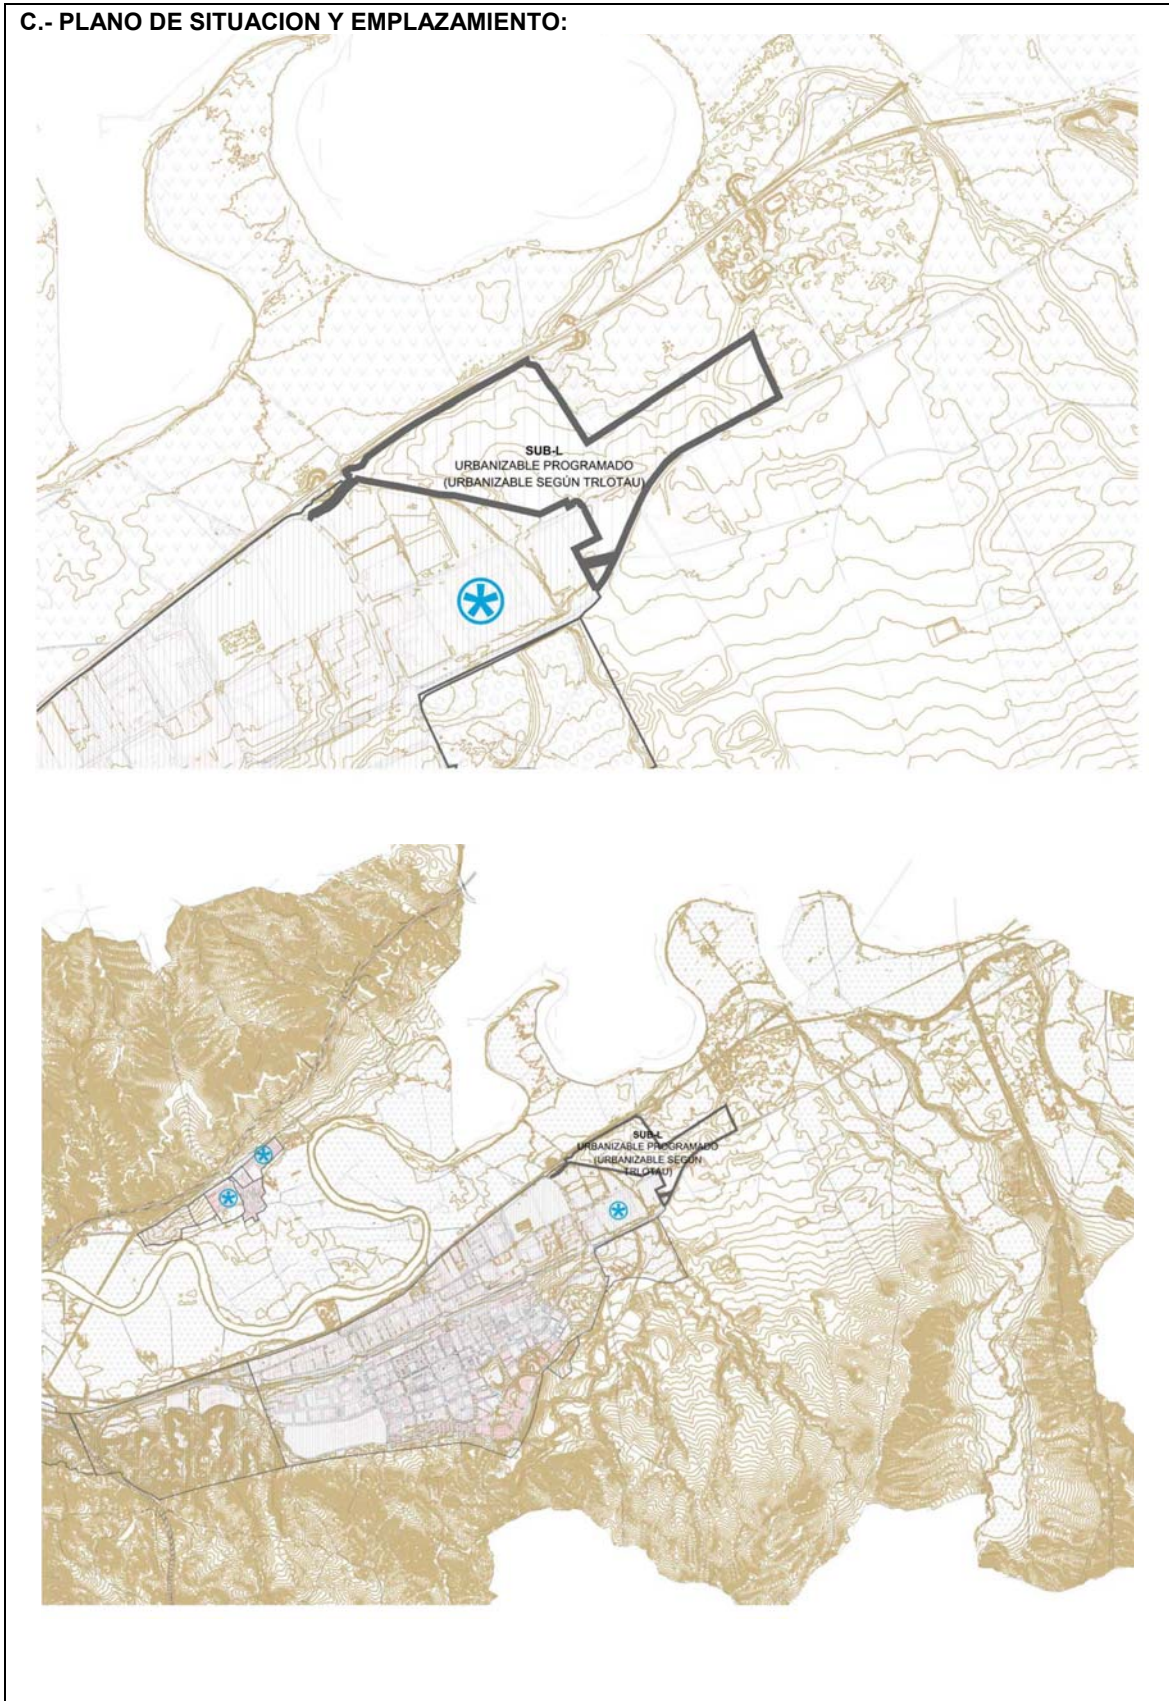 C.- PLANO DE SITUACION Y EMPLAZAMIENTO:
SUB-L
URBANIZABLE PROGRAMADO
(URBANIZABLE SEGÚN TRLOTAU)
SUB-L
URBANIZABLE PROGRAMADO
(URBANIZABLE SEGÚN
TRLOTAU)